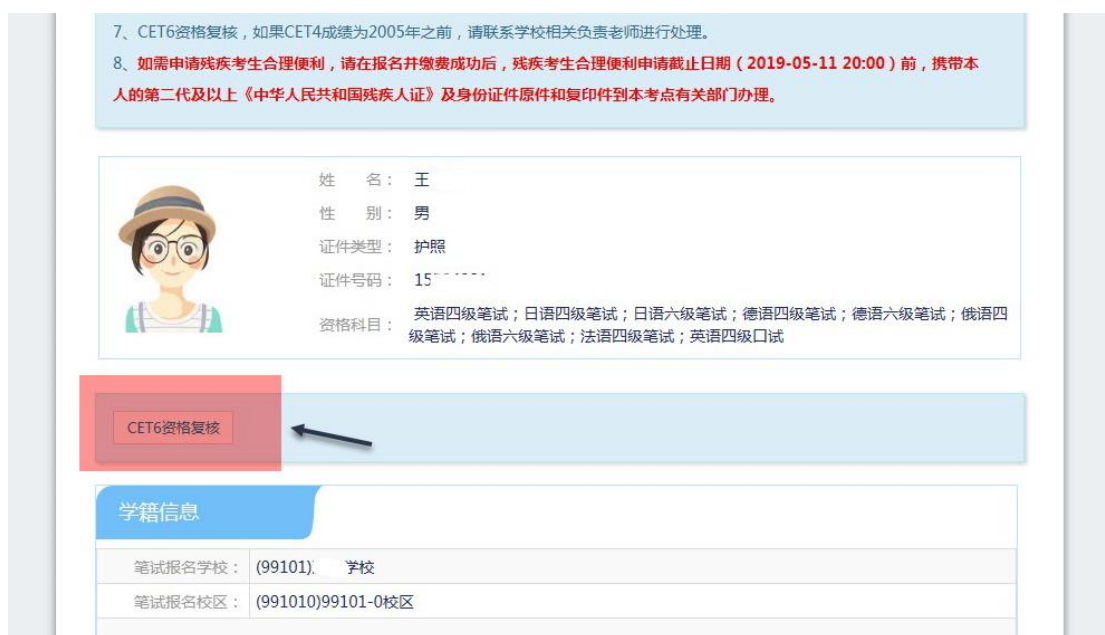 7、CET6资格复核，如果CET4成绩为2005年之前，请联系学校相关负责老师进行处理。
8、如需申请残疾考生合理便利，请在报名并缴费成功后，残疾考生合理便利申请截止日期（2019-05-11 20:00）前，携带本
人的第二代及以上《中华人民共和国残疾人证》及身份证件原件和复印件到本考点有关部门办理。
姓 名： 王
性 别： 男
证件类型： 护照
证件号码： 15
资格科目： 英语四级笔试；日语四级笔试；日语六级笔试；德语四级笔试；德语六级笔试；俄语四
级笔试；俄语六级笔试；法语四级笔试；英语四级口试
CET6资格复核
学籍信息
笔试报名学校： (99101) 学校
笔试报名校区： (991010)99101-0校区